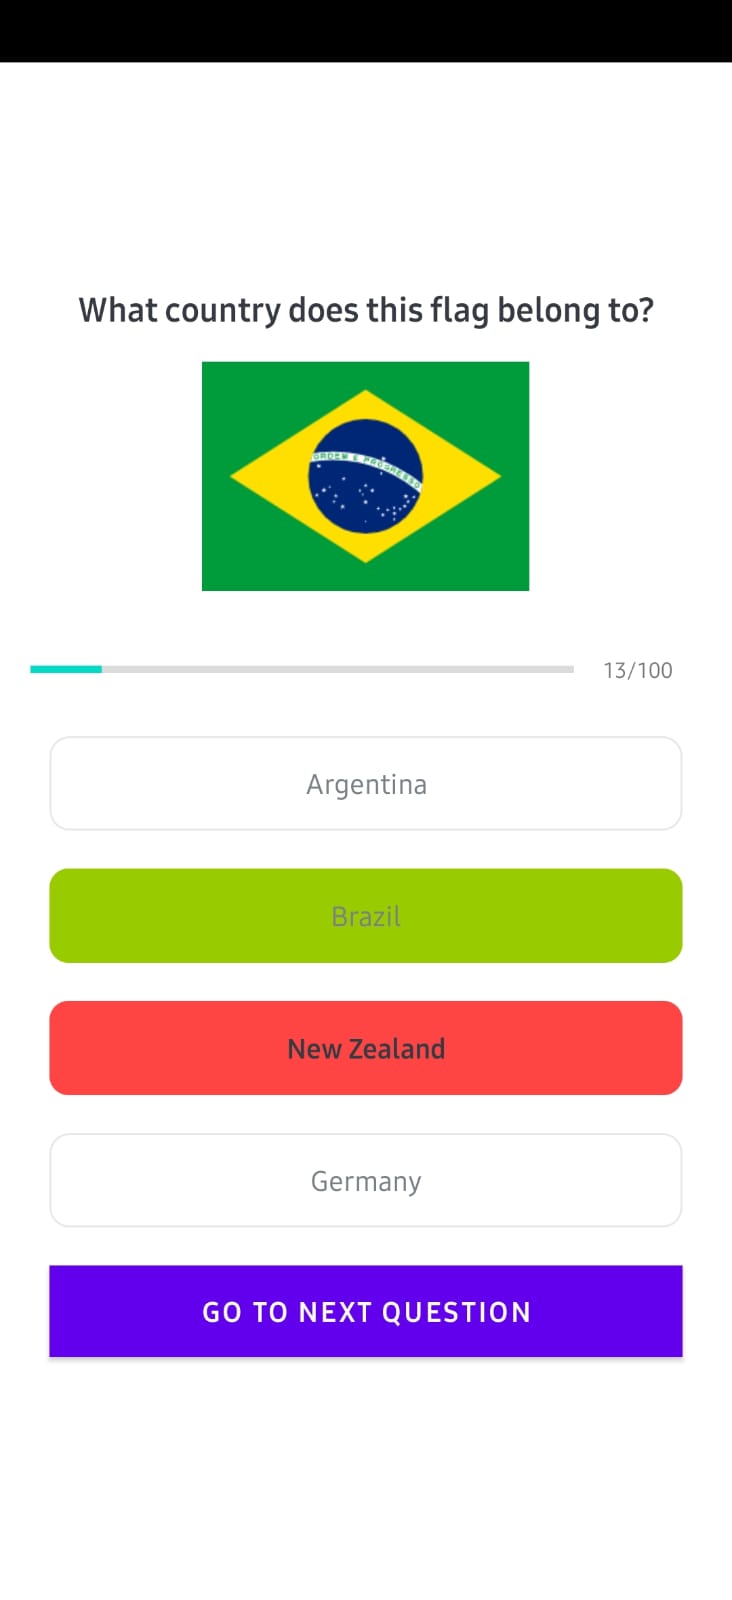 What country does this flag belong to?
ORDEM E PROGRESSO
13/100
Argentina
Brazil
New Zealand
Germany
GO TO NEXT QUESTION